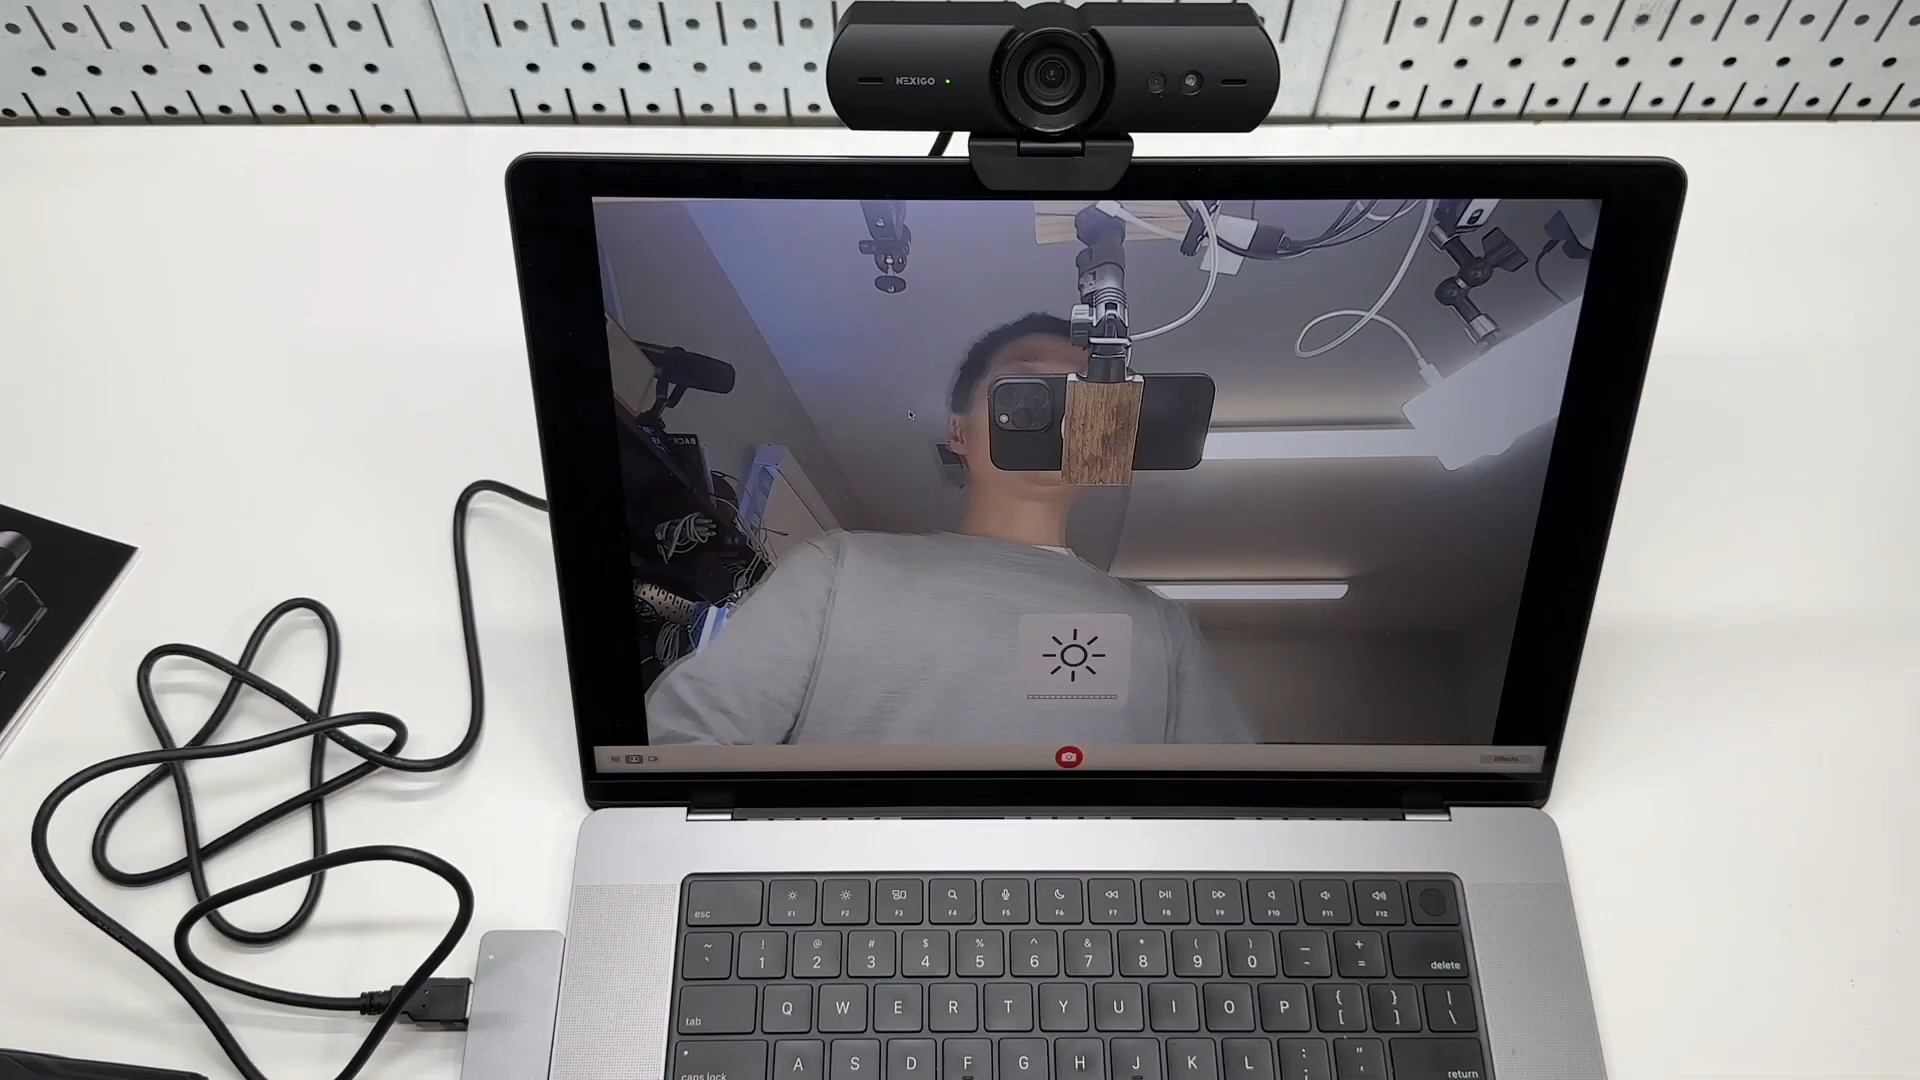 NEXIGO
Effects
esc
F1
F2
F3
F4
F5
F6
F7
F8
F9
F10
F11
F12
~ `
! 1
@ 2
# 3
$ 4
% 5
^ 6
& 7
* 8
( 9
) 0
_ -
+ =
delete
tab
Q
W
E
R
T
Y
U
I
O
P
{ [
} ]
| \
caps lock
A
S
D
F
G
H
J
K
L
: ;
" '
return